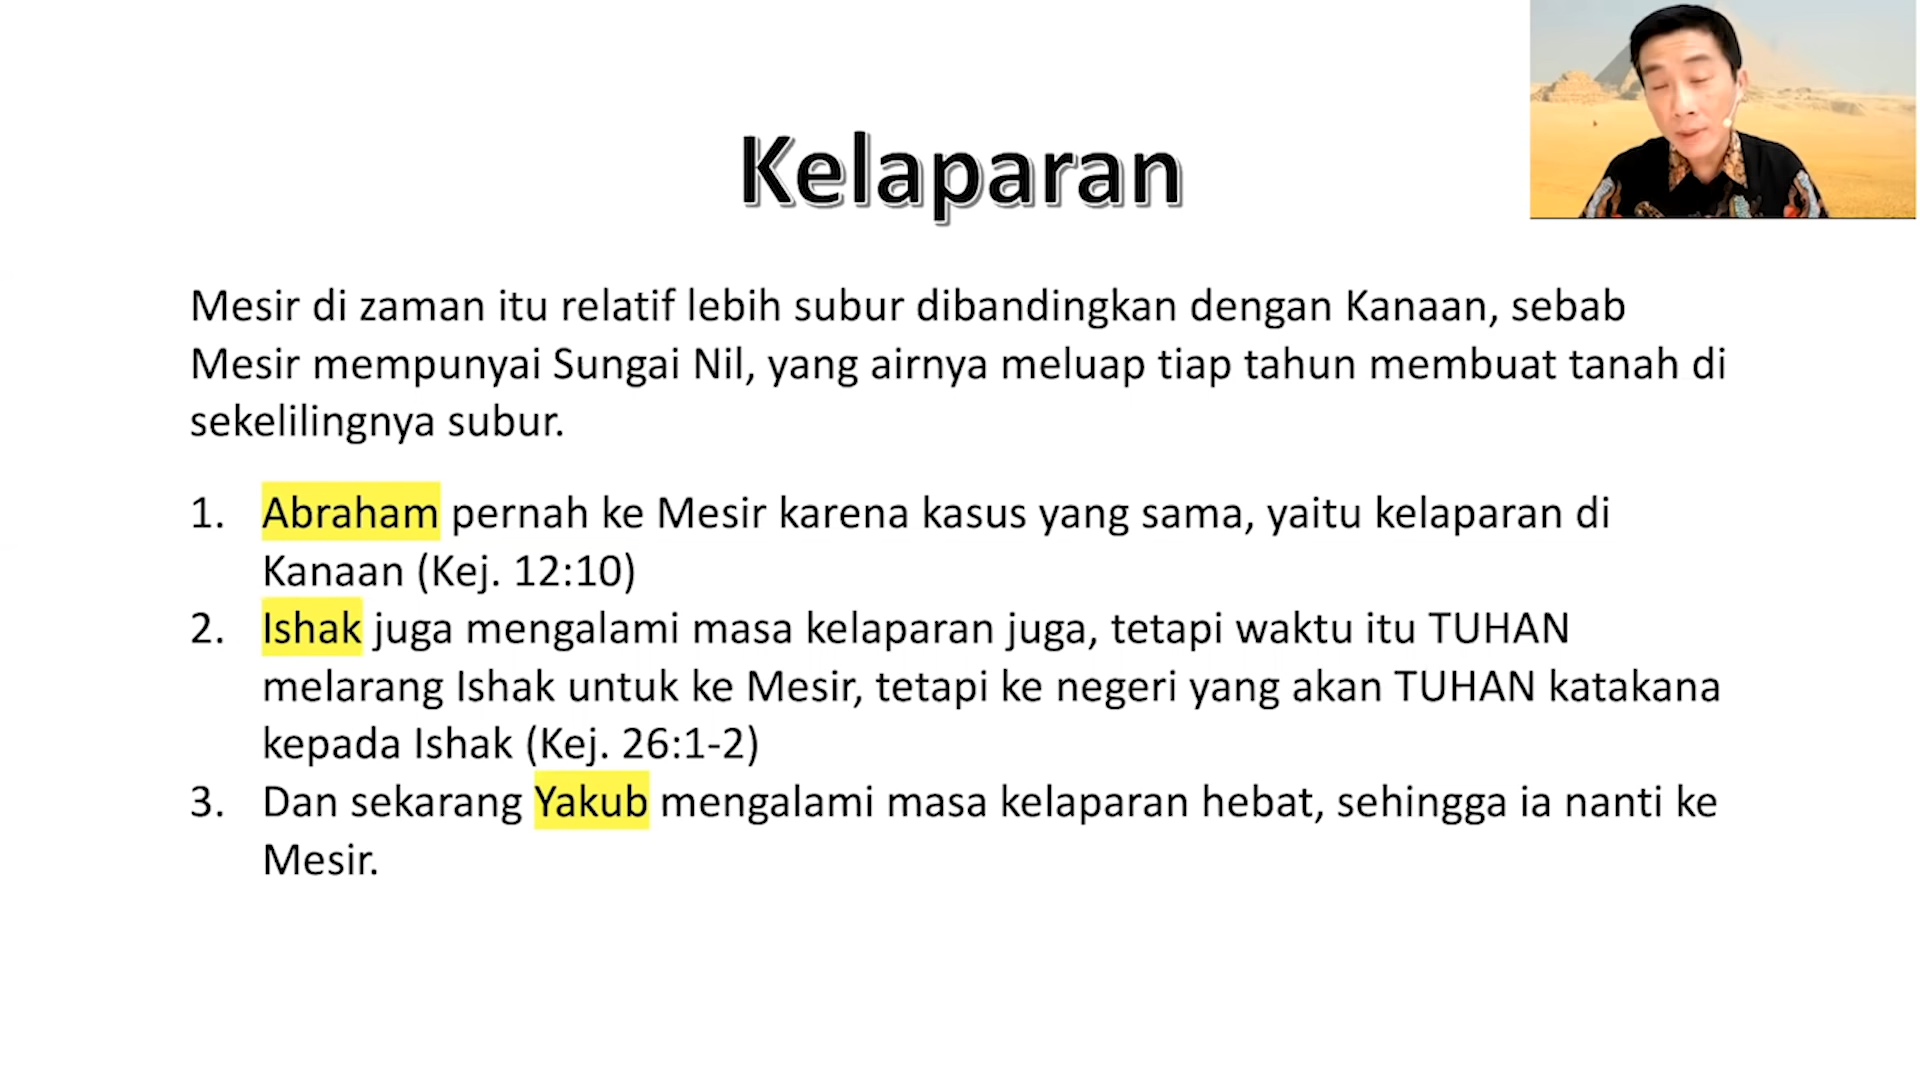 Kelaparan
Mesir di zaman itu relatif lebih subur dibandingkan dengan Kanaan, sebab
Mesir mempunyai Sungai Nil, yang airnya meluap tiap tahun membuat tanah di
sekelilingnya subur.
1. Abraham pernah ke Mesir karena kasus yang sama, yaitu kelaparan di
Kanaan (Kej. 12:10)
2. Ishak juga mengalami masa kelaparan juga, tetapi waktu itu TUHAN
melarang Ishak untuk ke Mesir, tetapi ke negeri yang akan TUHAN katakana
kepada Ishak (Kej. 26:1-2)
3. Dan sekarang Yakub mengalami masa kelaparan hebat, sehingga ia nanti ke
Mesir.